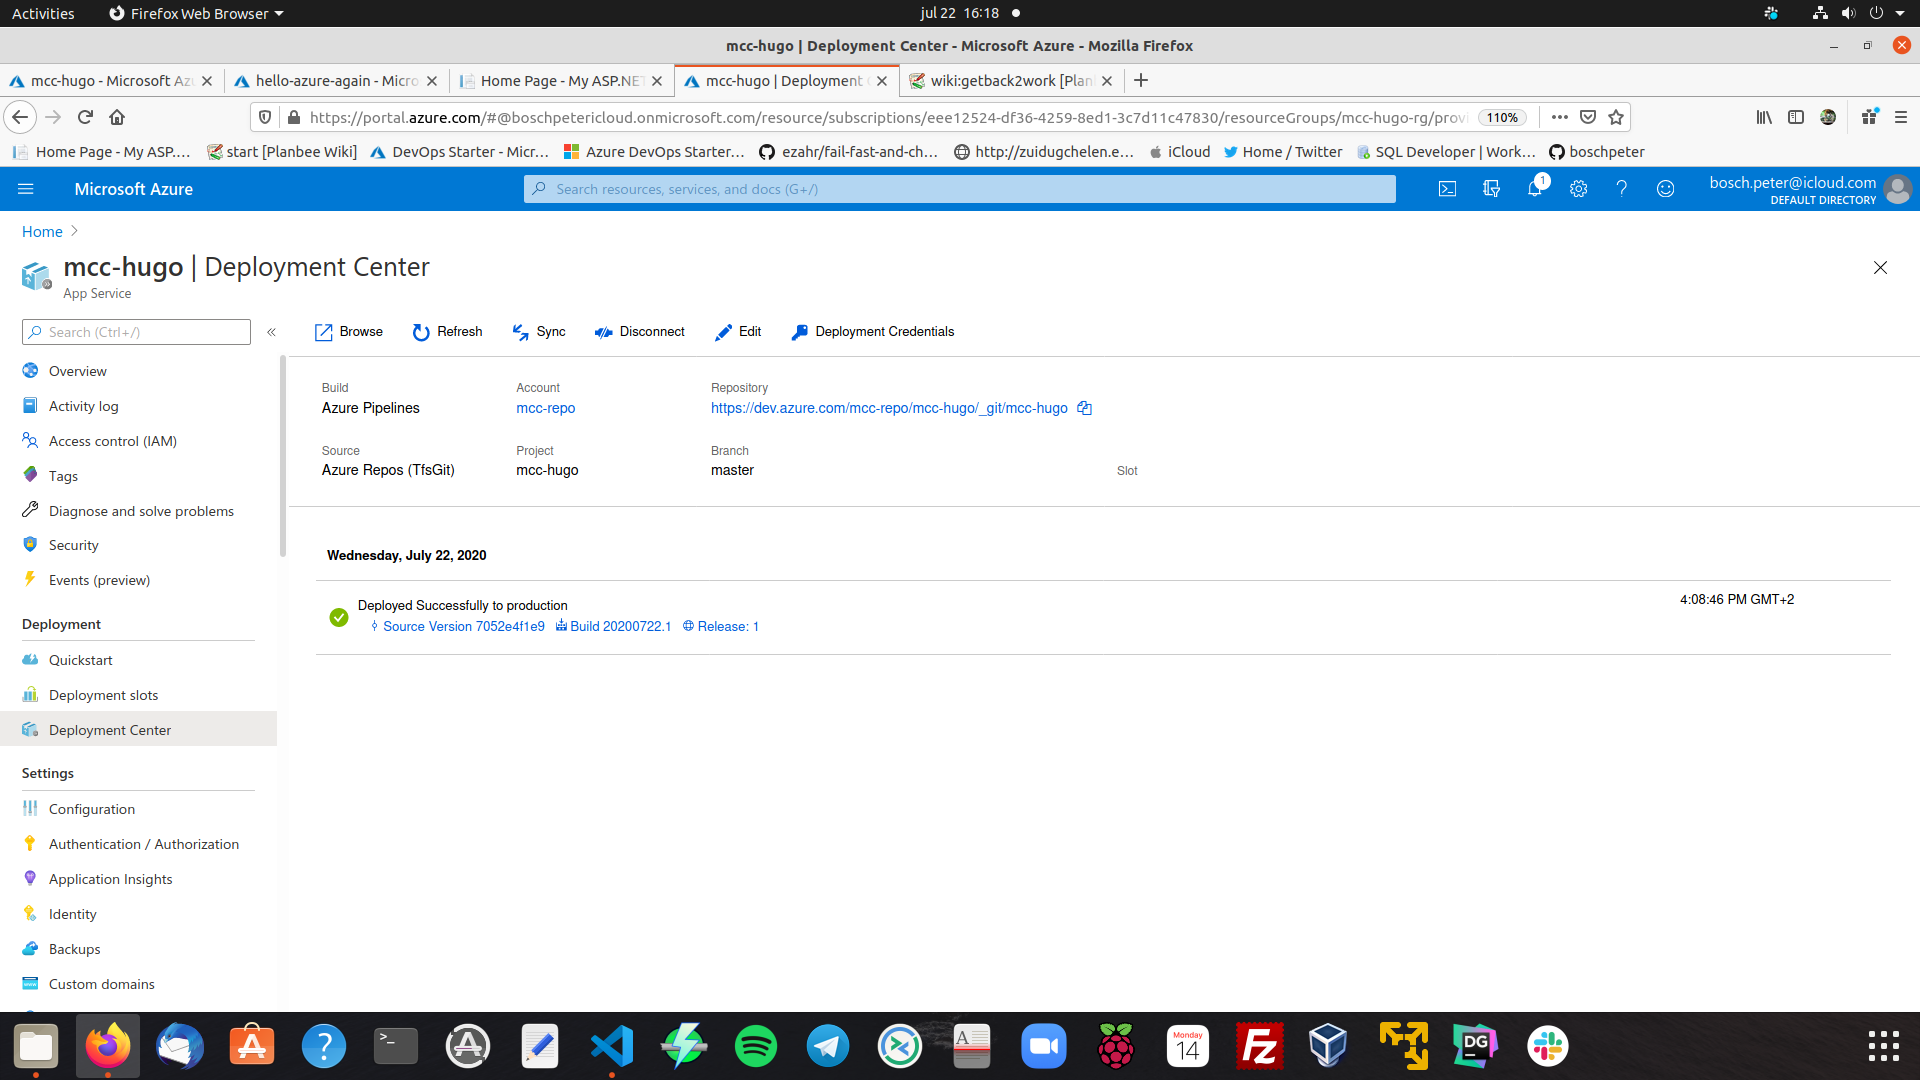 Activities
Firefox Web Browser
jul 22 16:18
mcc-hugo | Deployment Center - Microsoft Azure - Mozilla Firefox
mcc-hugo - Microsoft Azu
hello-azure-again - Micro
Home Page - My ASP.NET
mcc-hugo | Deployment
wiki:getback2work [Plan
https://portal.azure.com/#@boschpetericloud.onmicrosoft.com/resource/subscriptions/eee12524-df36-4259-8ed1-3c7d11c47830/resourceGroups/mcc-hugo-rg/provi
110%
Home Page - My ASP....
start [Planbee Wiki]
DevOps Starter - Micr...
Azure DevOps Starter...
ezahr/fail-fast-and-ch...
http://zuidugchelen.e...
iCloud
Home / Twitter
SQL Developer | Work...
boschpeter
Microsoft Azure
Search resources, services, and docs (G+/)
1
bosch.peter@icloud.com
DEFAULT DIRECTORY
Home
mcc-hugo | Deployment Center
App Service
Search (Ctrl+/)
Browse
Refresh
Sync
Disconnect
Edit
Deployment Credentials
Overview
Activity log
Access control (IAM)
Tags
Diagnose and solve problems
Security
Events (preview)
Deployment
Quickstart
Deployment slots
Deployment Center
Settings
Configuration
Authentication / Authorization
Application Insights
Identity
Backups
Custom domains
Build
Azure Pipelines
Account
mcc-repo
Repository
https://dev.azure.com/mcc-repo/mcc-hugo/_git/mcc-hugo
Source
Azure Repos (TfsGit)
Project
mcc-hugo
Branch
master
Slot
Wednesday, July 22, 2020
Deployed Successfully to production
4:08:46 PM GMT+2
Source Version 7052e4f1e9
Build 20200722.1
Release: 1
Monday
14
Fz
DG